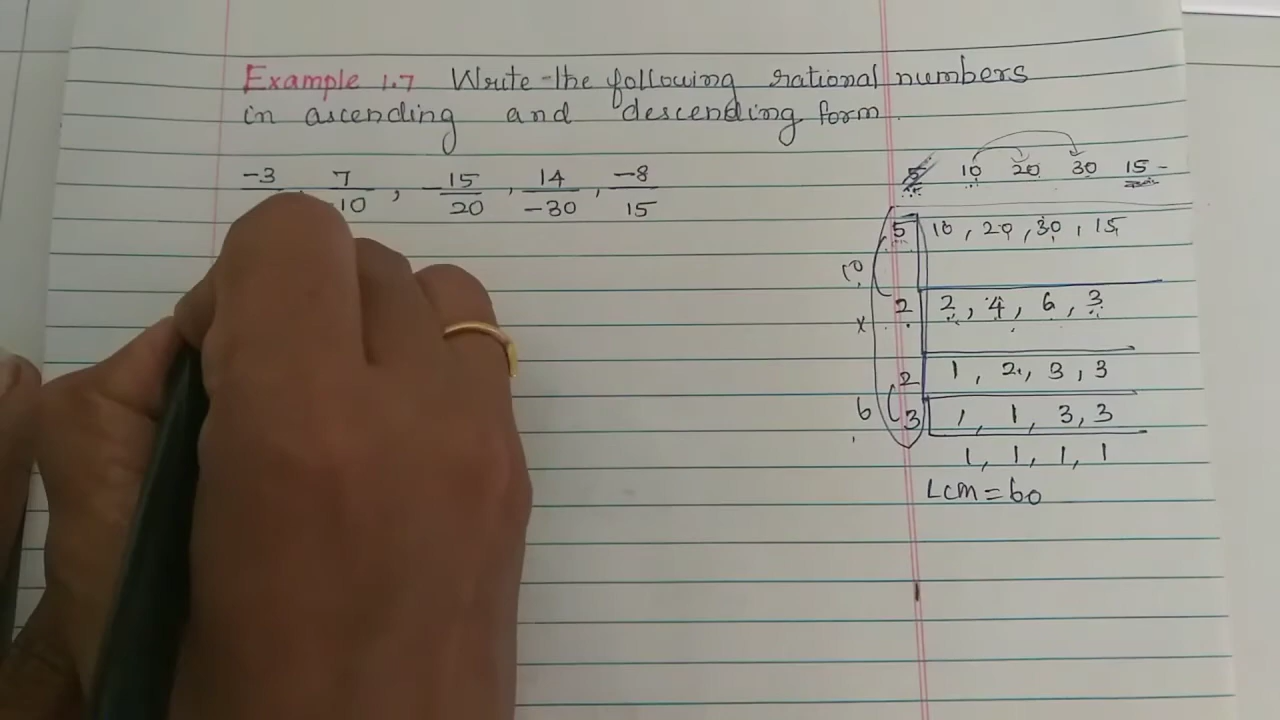 Example 1.7 Write the following rational numbers
in ascending and descending form.
-3 , 7 , -15 , 14 , -8
-10 20 -30 15
5 10 20 30 15 -
5 10 , 20 , 30 , 15
10
2 2 , 4 , 6 , 3
x
2 1 , 2 , 3 , 3
6 3 1 , 1 , 3 , 3
1 , 1 , 1 , 1
Lcm = 60